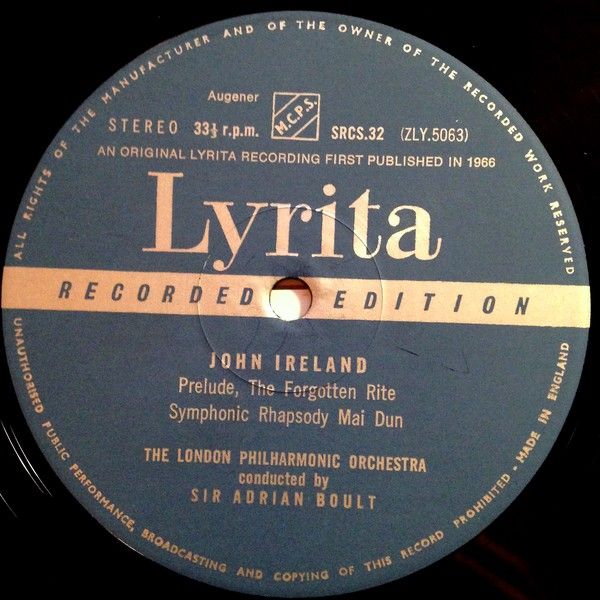 ALL RIGHTS OF THE MANUFACTURER AND OF THE OWNER OF THE RECORDED WORK RESERVED
Augener
M.C.P.S.
STEREO 33⅓ r.p.m. SRCS.32 (ZLY.5063)
AN ORIGINAL LYRITA RECORDING FIRST PUBLISHED IN 1966
Lyrita
RECORDED EDITION
JOHN IRELAND
Prelude, The Forgotten Rite
Symphonic Rhapsody Mai Dun
THE LONDON PHILHARMONIC ORCHESTRA
conducted by
SIR ADRIAN BOULT
UNAUTHORISED PUBLIC PERFORMANCE, BROADCASTING AND COPYING OF THIS RECORD PROHIBITED - MADE IN ENGLAND